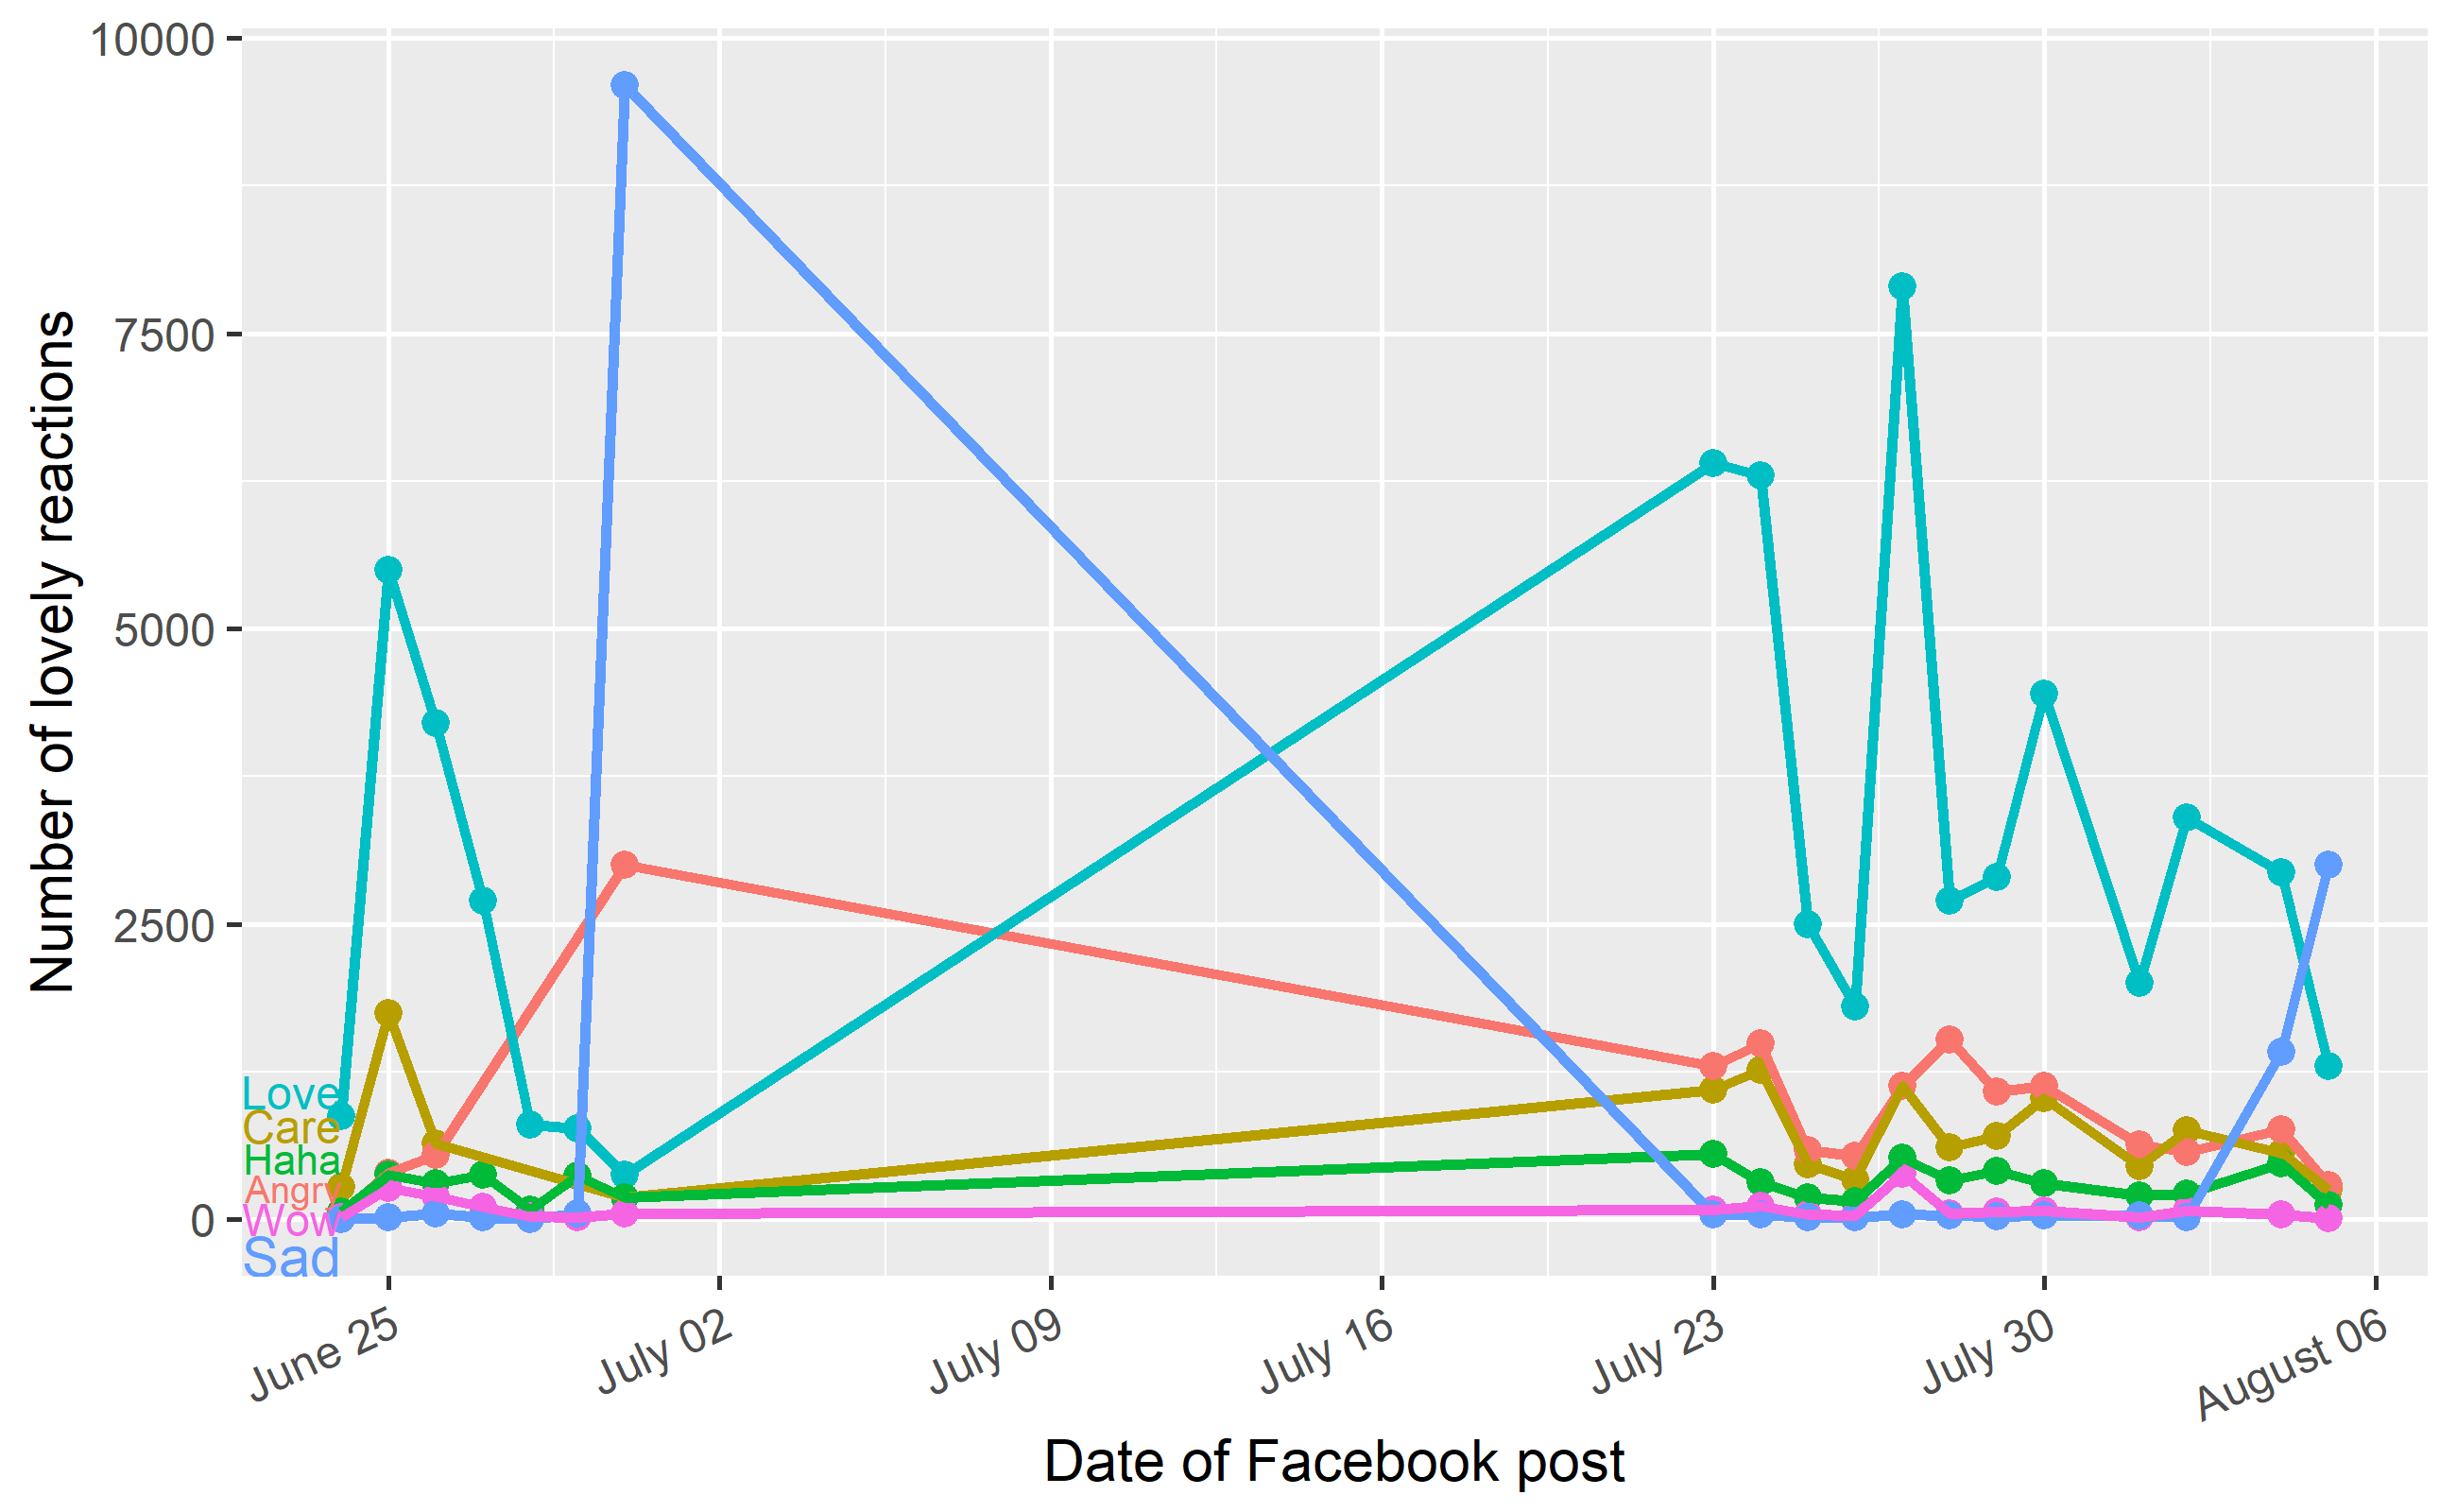 10000
7500
5000
2500
0
Number of lovely reactions
Love
Care
Haha
Angry
Wow
Sad
June 25
July 02
July 09
July 16
July 23
July 30
August 06
Date of Facebook post